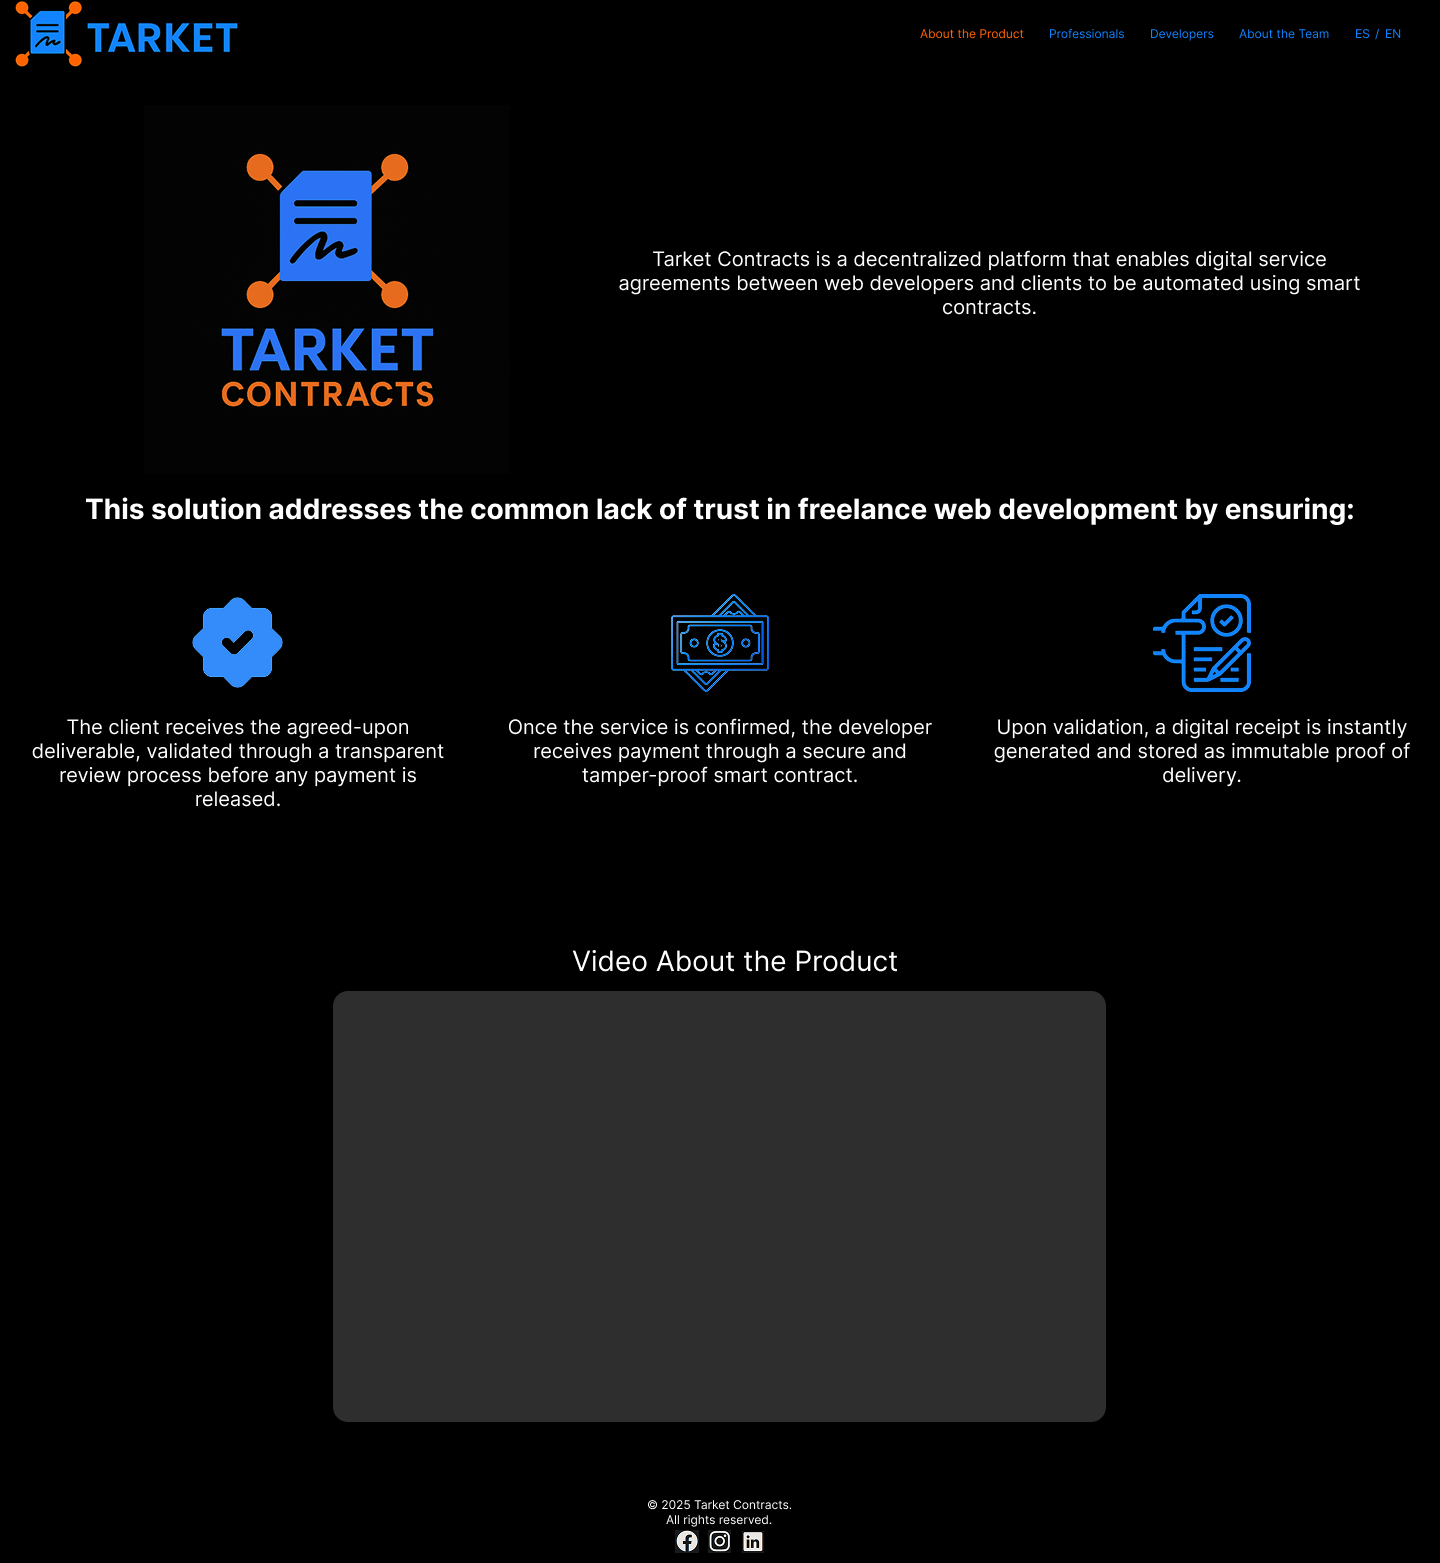 TARKET
About the Product Professionals Developers About the Team ES / EN
TARKET
CONTRACTS
Tarket Contracts is a decentralized platform that enables digital service
agreements between web developers and clients to be automated using smart
contracts.
This solution addresses the common lack of trust in freelance web development by ensuring:
The client receives the agreed-upon
deliverable, validated through a transparent
review process before any payment is
released.
Once the service is confirmed, the developer
receives payment through a secure and
tamper-proof smart contract.
Upon validation, a digital receipt is instantly
generated and stored as immutable proof of
delivery.
Video About the Product
© 2025 Tarket Contracts.
All rights reserved.